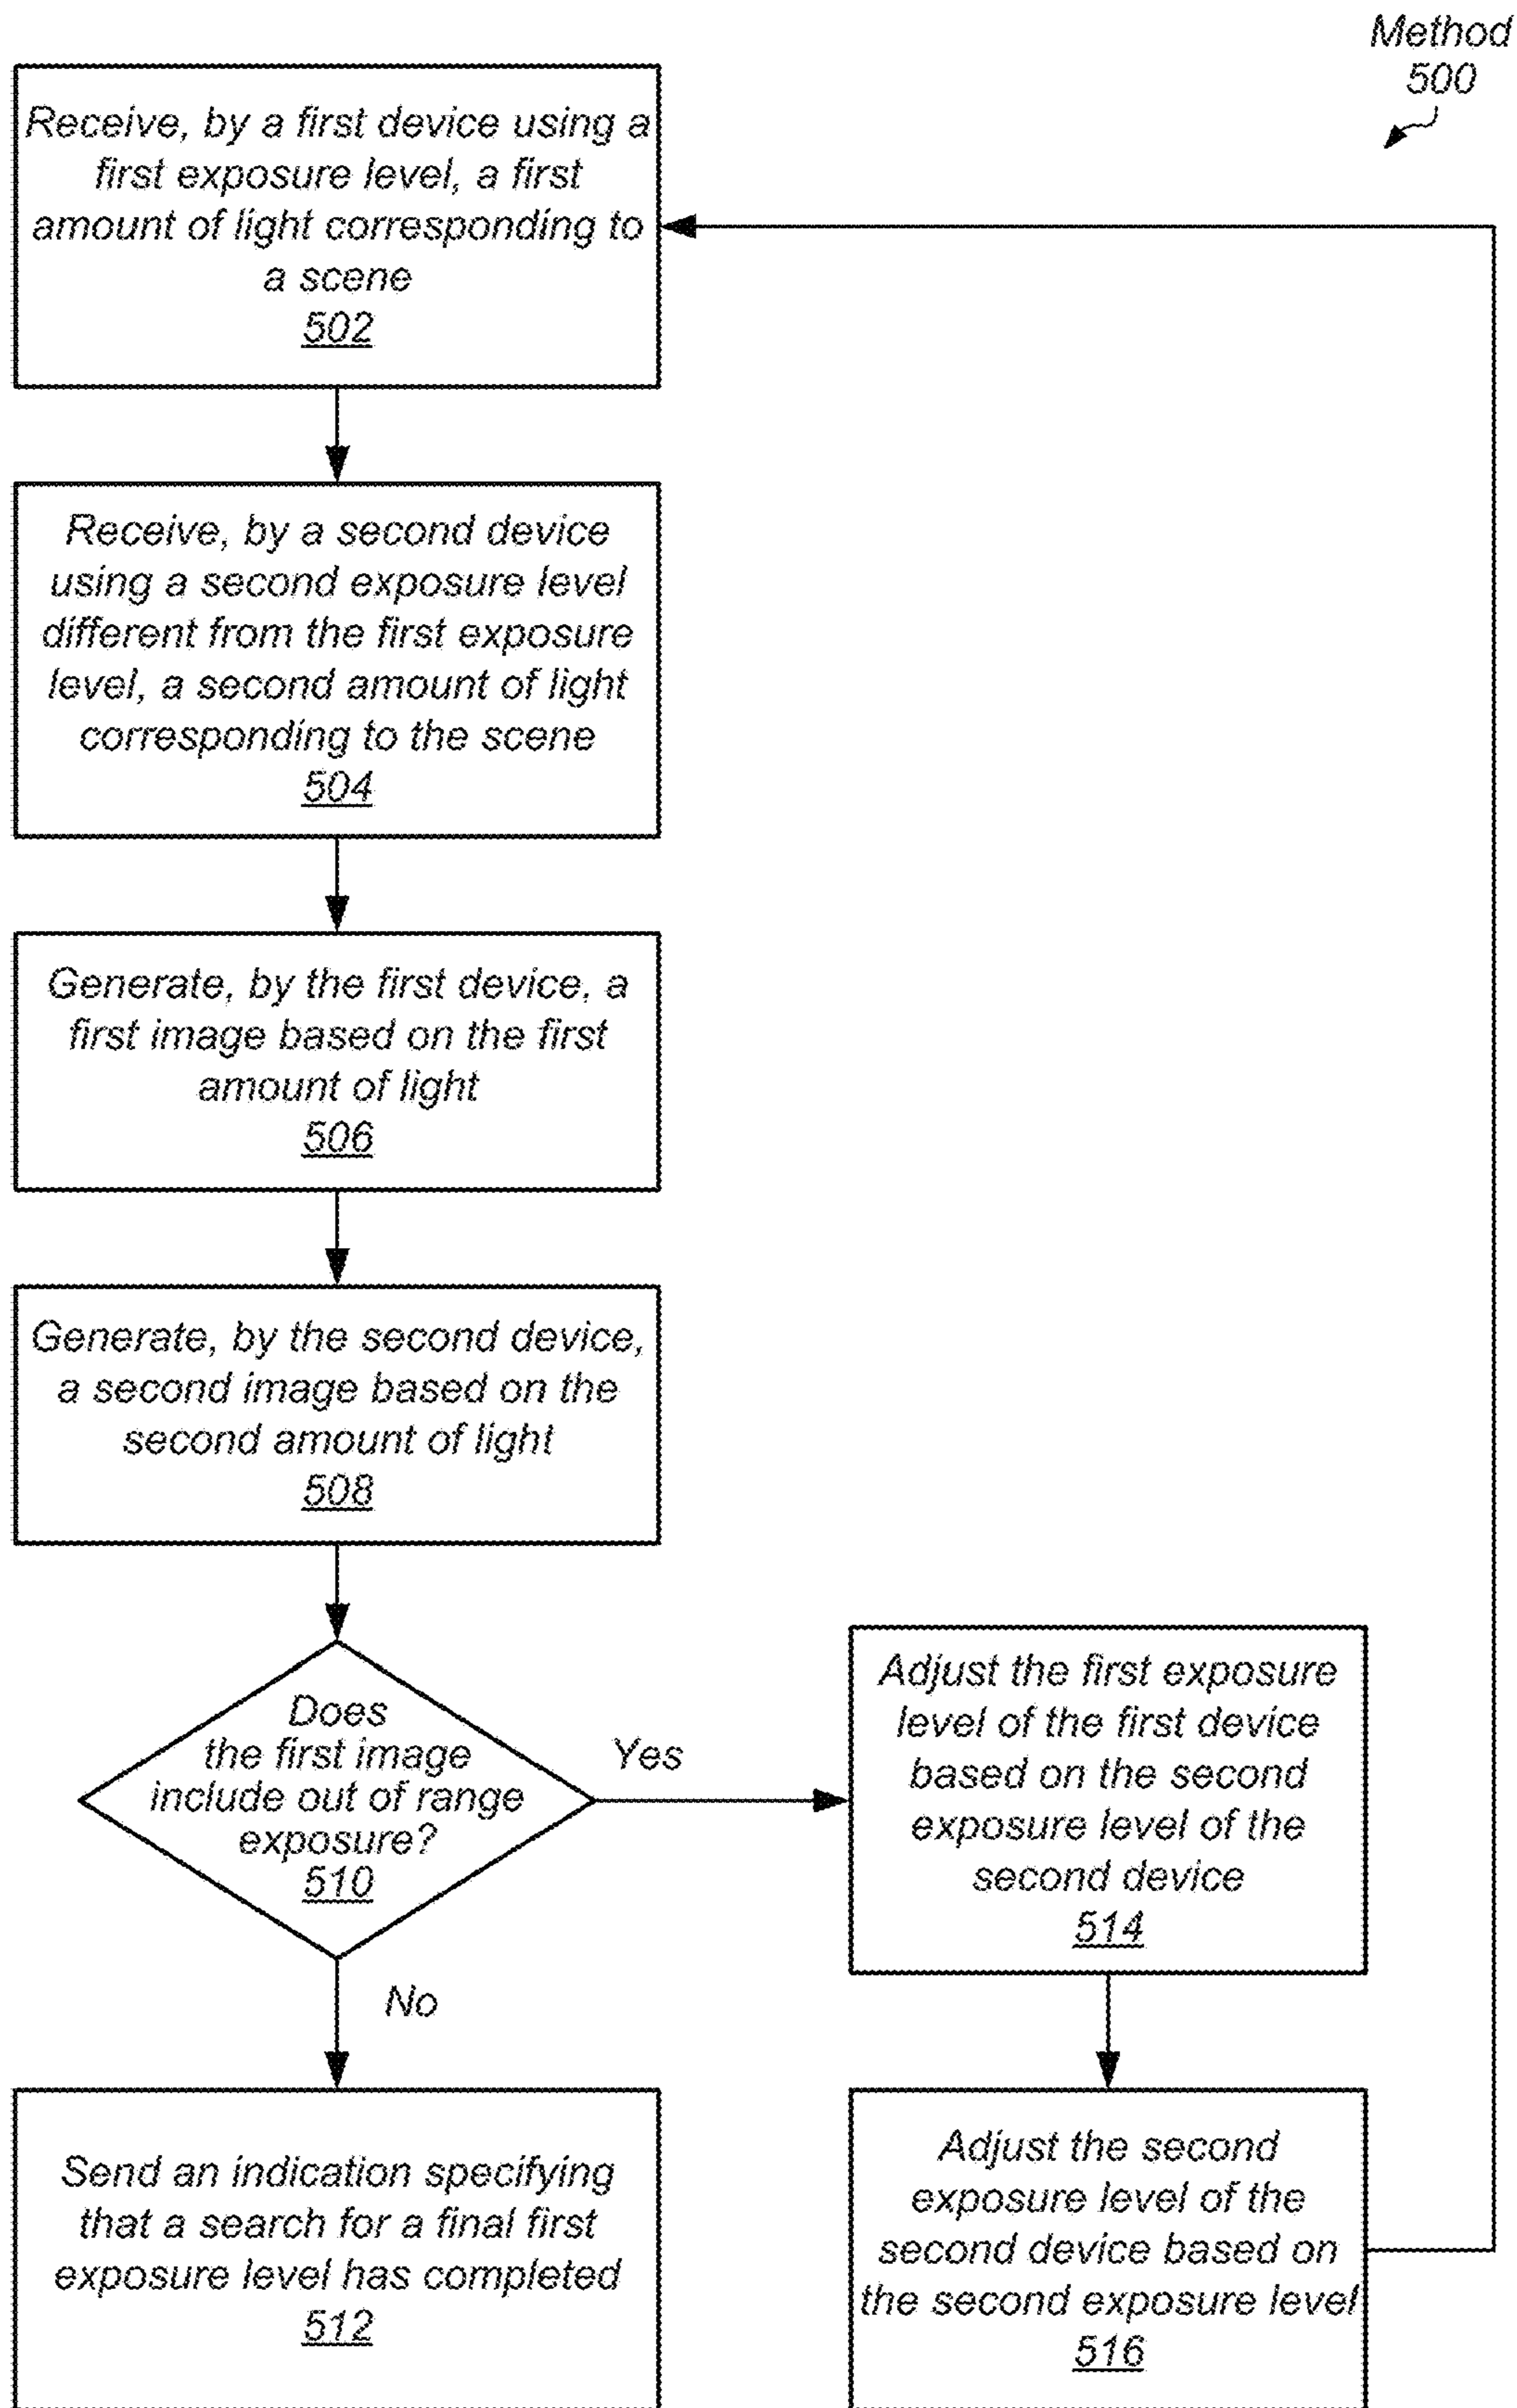 Method
500
Receive, by a first device using a
first exposure level, a first
amount of light corresponding to
a scene
502
Receive, by a second device
using a second exposure level
different from the first exposure
level, a second amount of light
corresponding to the scene
504
Generate, by the first device, a
first image based on the first
amount of light
506
Generate, by the second device,
a second image based on the
second amount of light
508
Does
the first image
include out of range
exposure?
510
Yes
No
Adjust the first exposure
level of the first device
based on the second
exposure level of the
second device
514
Send an indication specifying
that a search for a final first
exposure level has completed
512
Adjust the second
exposure level of the
second device based on
the second exposure level
516